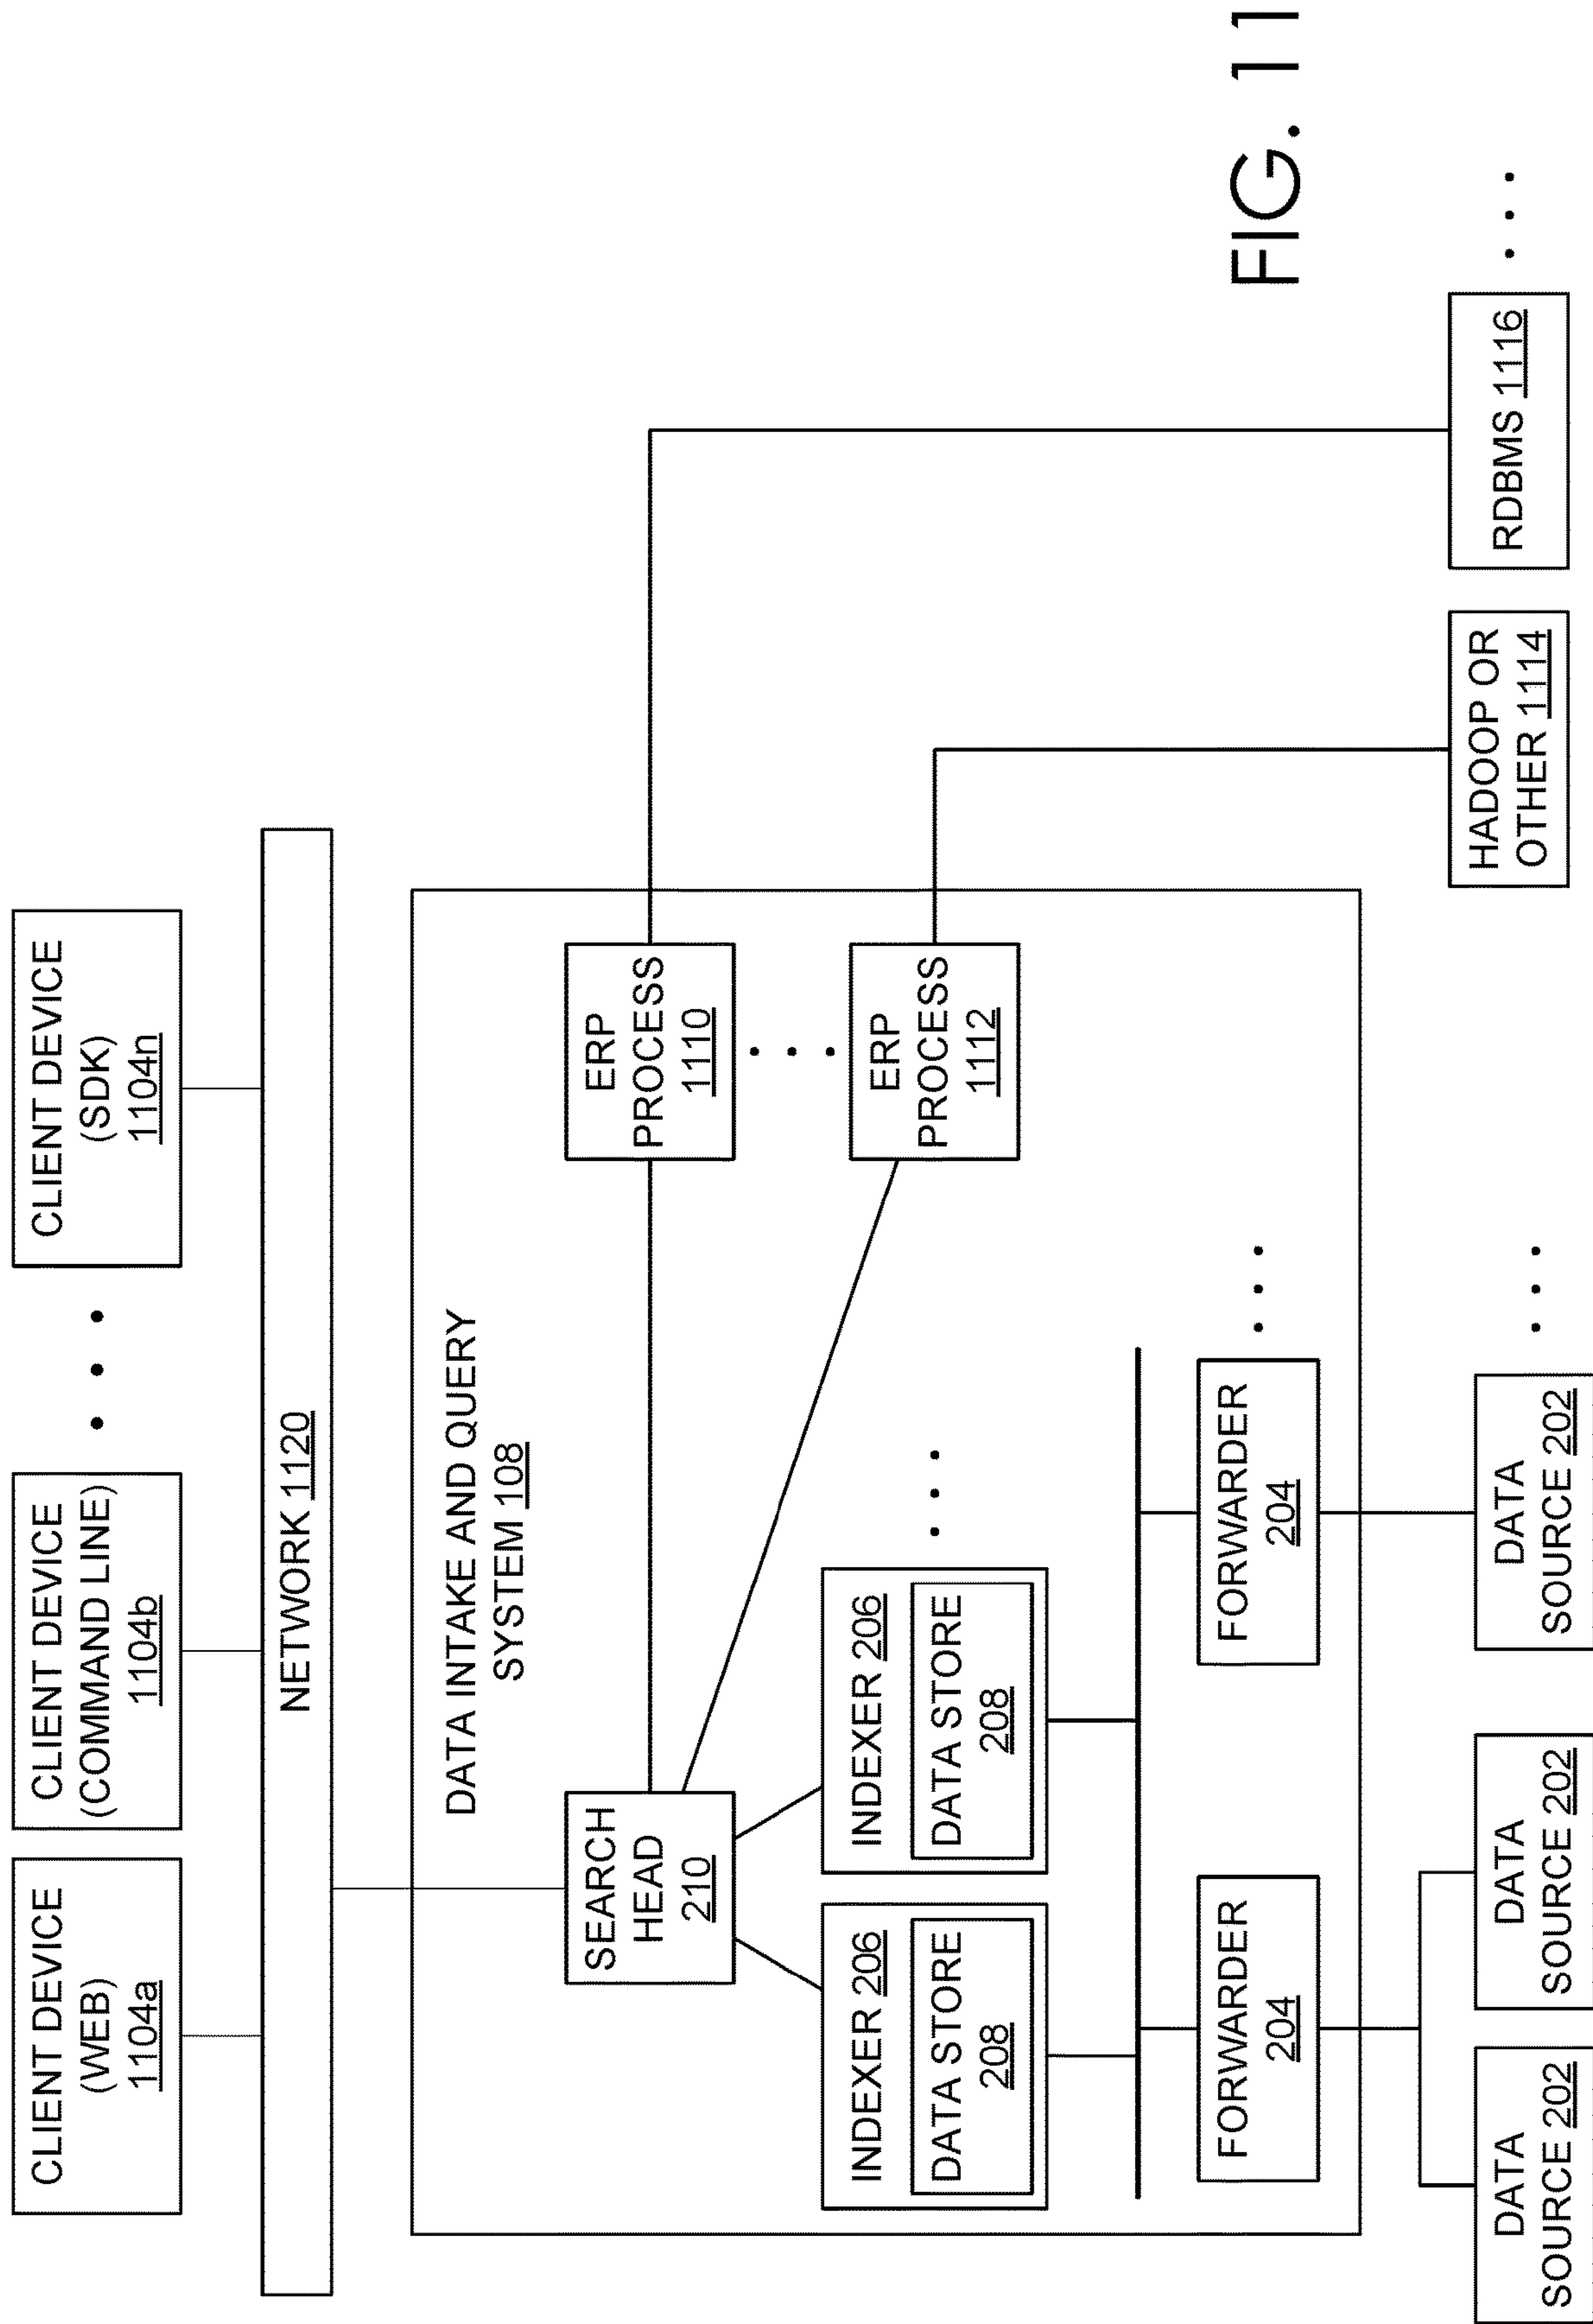 CLIENT DEVICE
(WEB)
1104a
CLIENT DEVICE
(COMMAND LINE)
1104b
CLIENT DEVICE
(SDK)
1104n
NETWORK 1120
DATA INTAKE AND QUERY
SYSTEM 108
SEARCH
HEAD
210
ERP
PROCESS
1110
INDEXER 206
DATA STORE
208
INDEXER 206
DATA STORE
208
ERP
PROCESS
1112
FORWARDER
204
FORWARDER
204
DATA
SOURCE 202
DATA
SOURCE 202
DATA
SOURCE 202
HADOOP OR
OTHER 1114
RDBMS 1116
FIG. 11